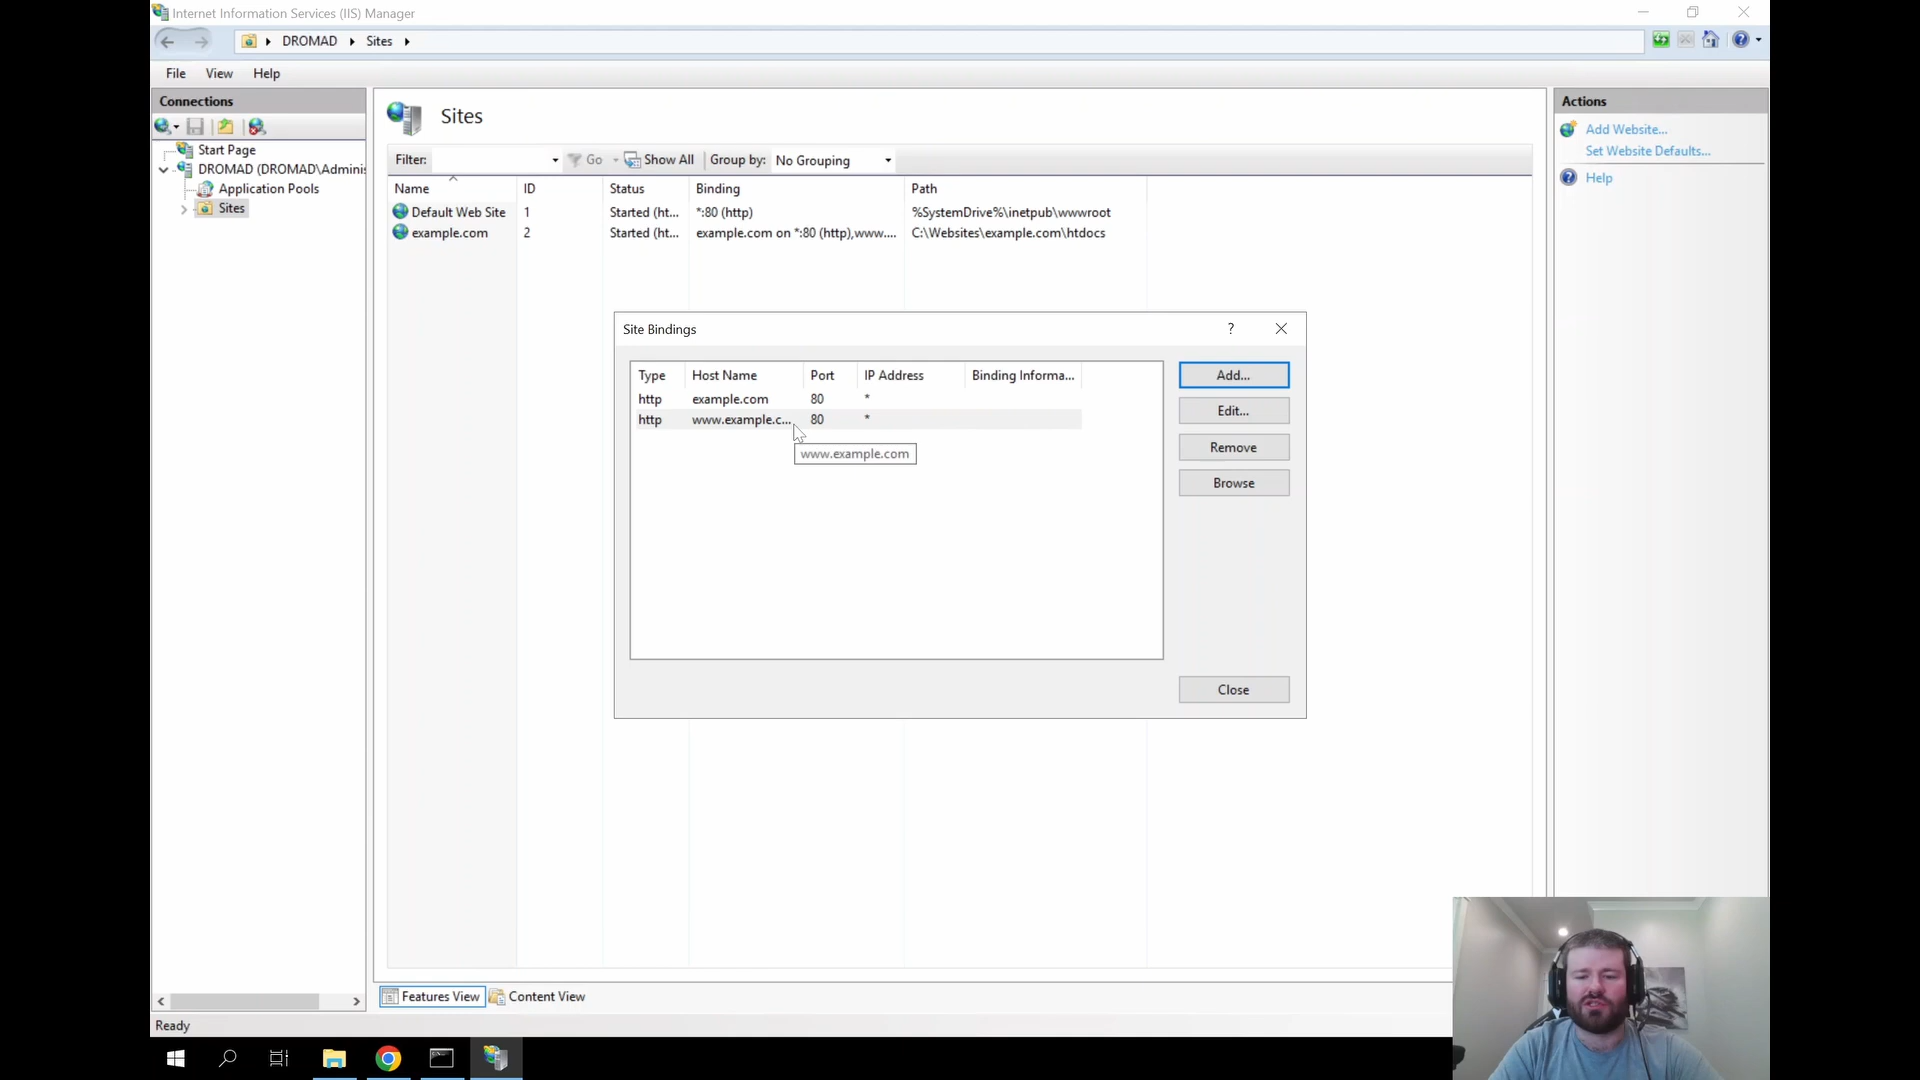 Internet Information Services (IIS) Manager
DROMAD Sites
File View Help
Connections
Start Page
DROMAD (DROMAD\Adminis
Application Pools
Sites
Sites
Filter: Go Show All Group by: No Grouping
Name ID Status Binding Path
Default Web Site 1 Started (ht... *:80 (http) %SystemDrive%\inetpub\wwwroot
example.com 2 Started (ht... example.com on *:80 (http),www.... C:\Websites\example.com\htdocs
Site Bindings ?
Type Host Name Port IP Address Binding Informa...
http example.com 80 *
http www.example.c... 80 *
www.example.com
Add...
Edit...
Remove
Browse
Close
Features View Content View
Ready
Actions
Add Website...
Set Website Defaults...
Help